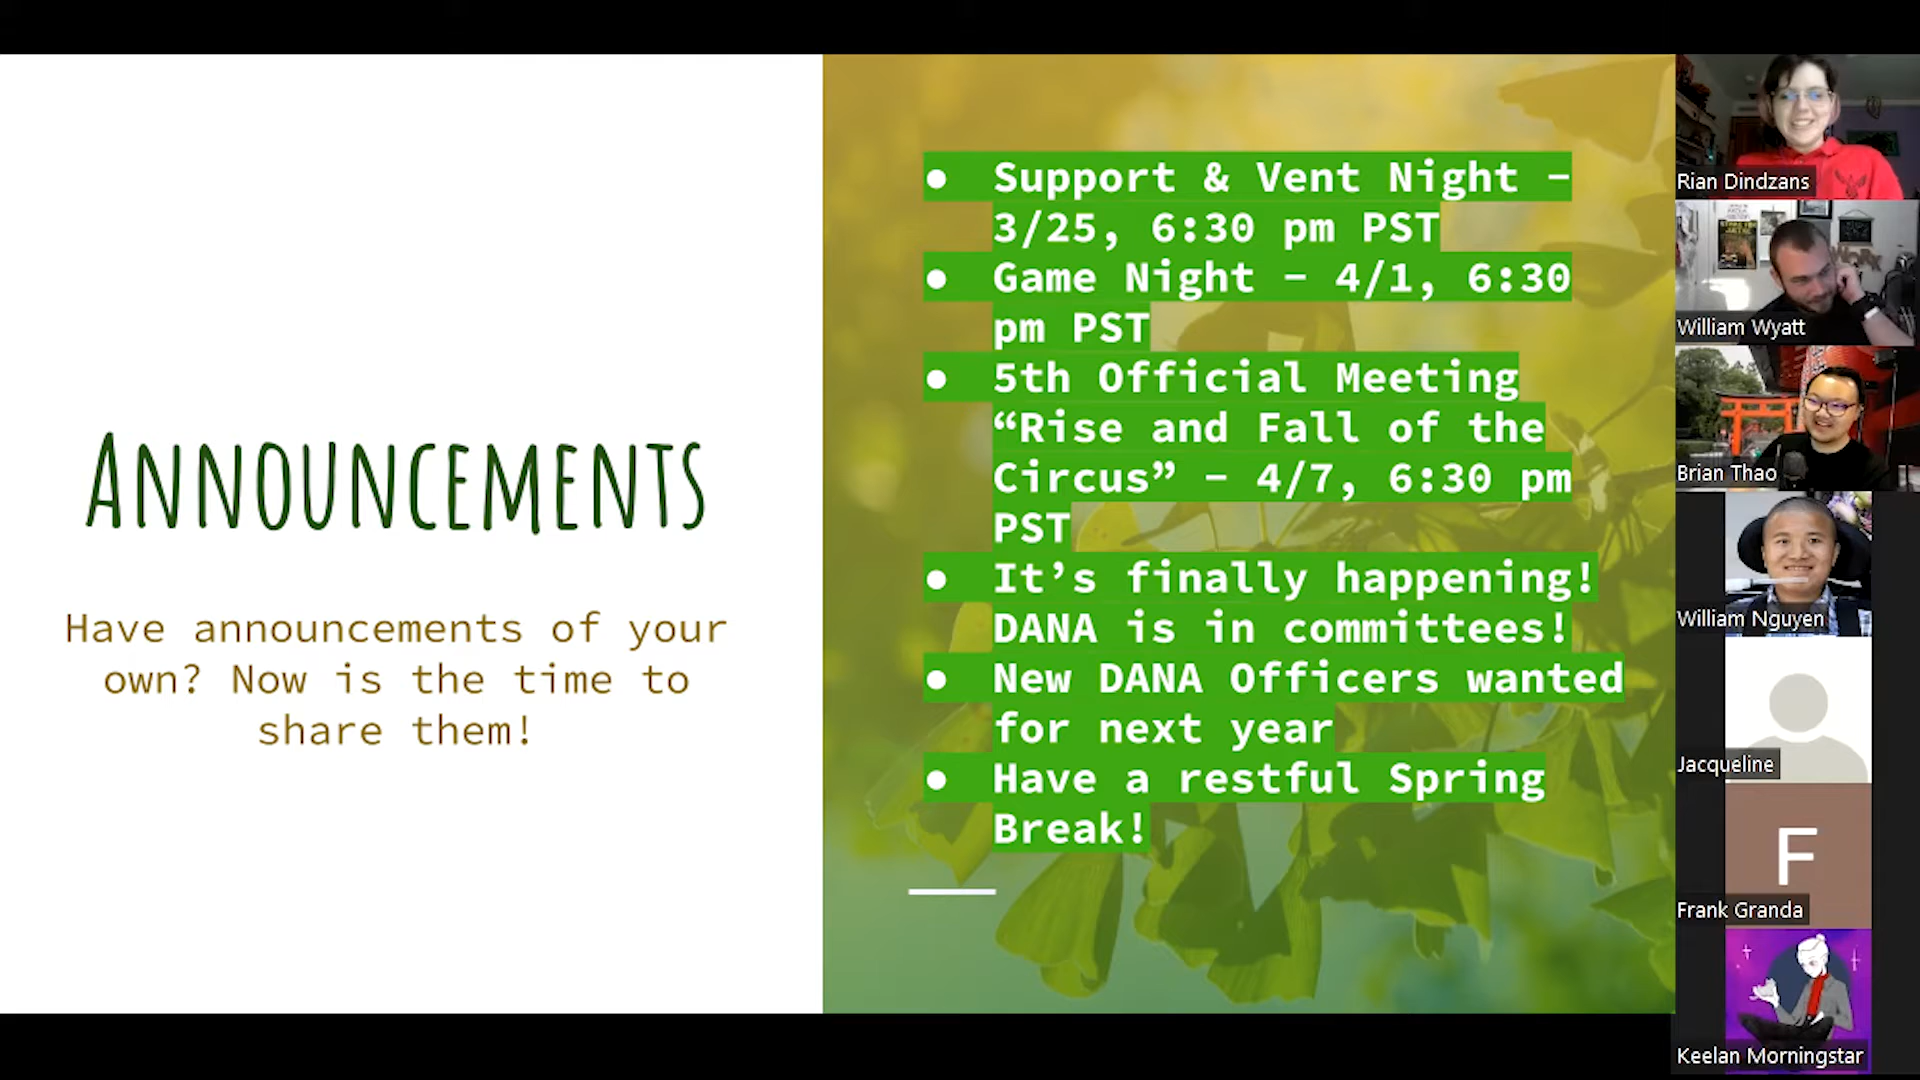 Announcements
Have announcements of your
own? Now is the time to
share them!
● Support & Vent Night –
3/25, 6:30 pm PST
● Game Night – 4/1, 6:30
pm PST
● 5th Official Meeting
“Rise and Fall of the
Circus” – 4/7, 6:30 pm
PST
● It’s finally happening!
DANA is in committees!
● New DANA Officers wanted
for next year
● Have a restful Spring
Break!
Rian Dindzans
William Wyatt
Brian Thao
William Nguyen
Jacqueline
F
Frank Granda
Keelan Morningstar